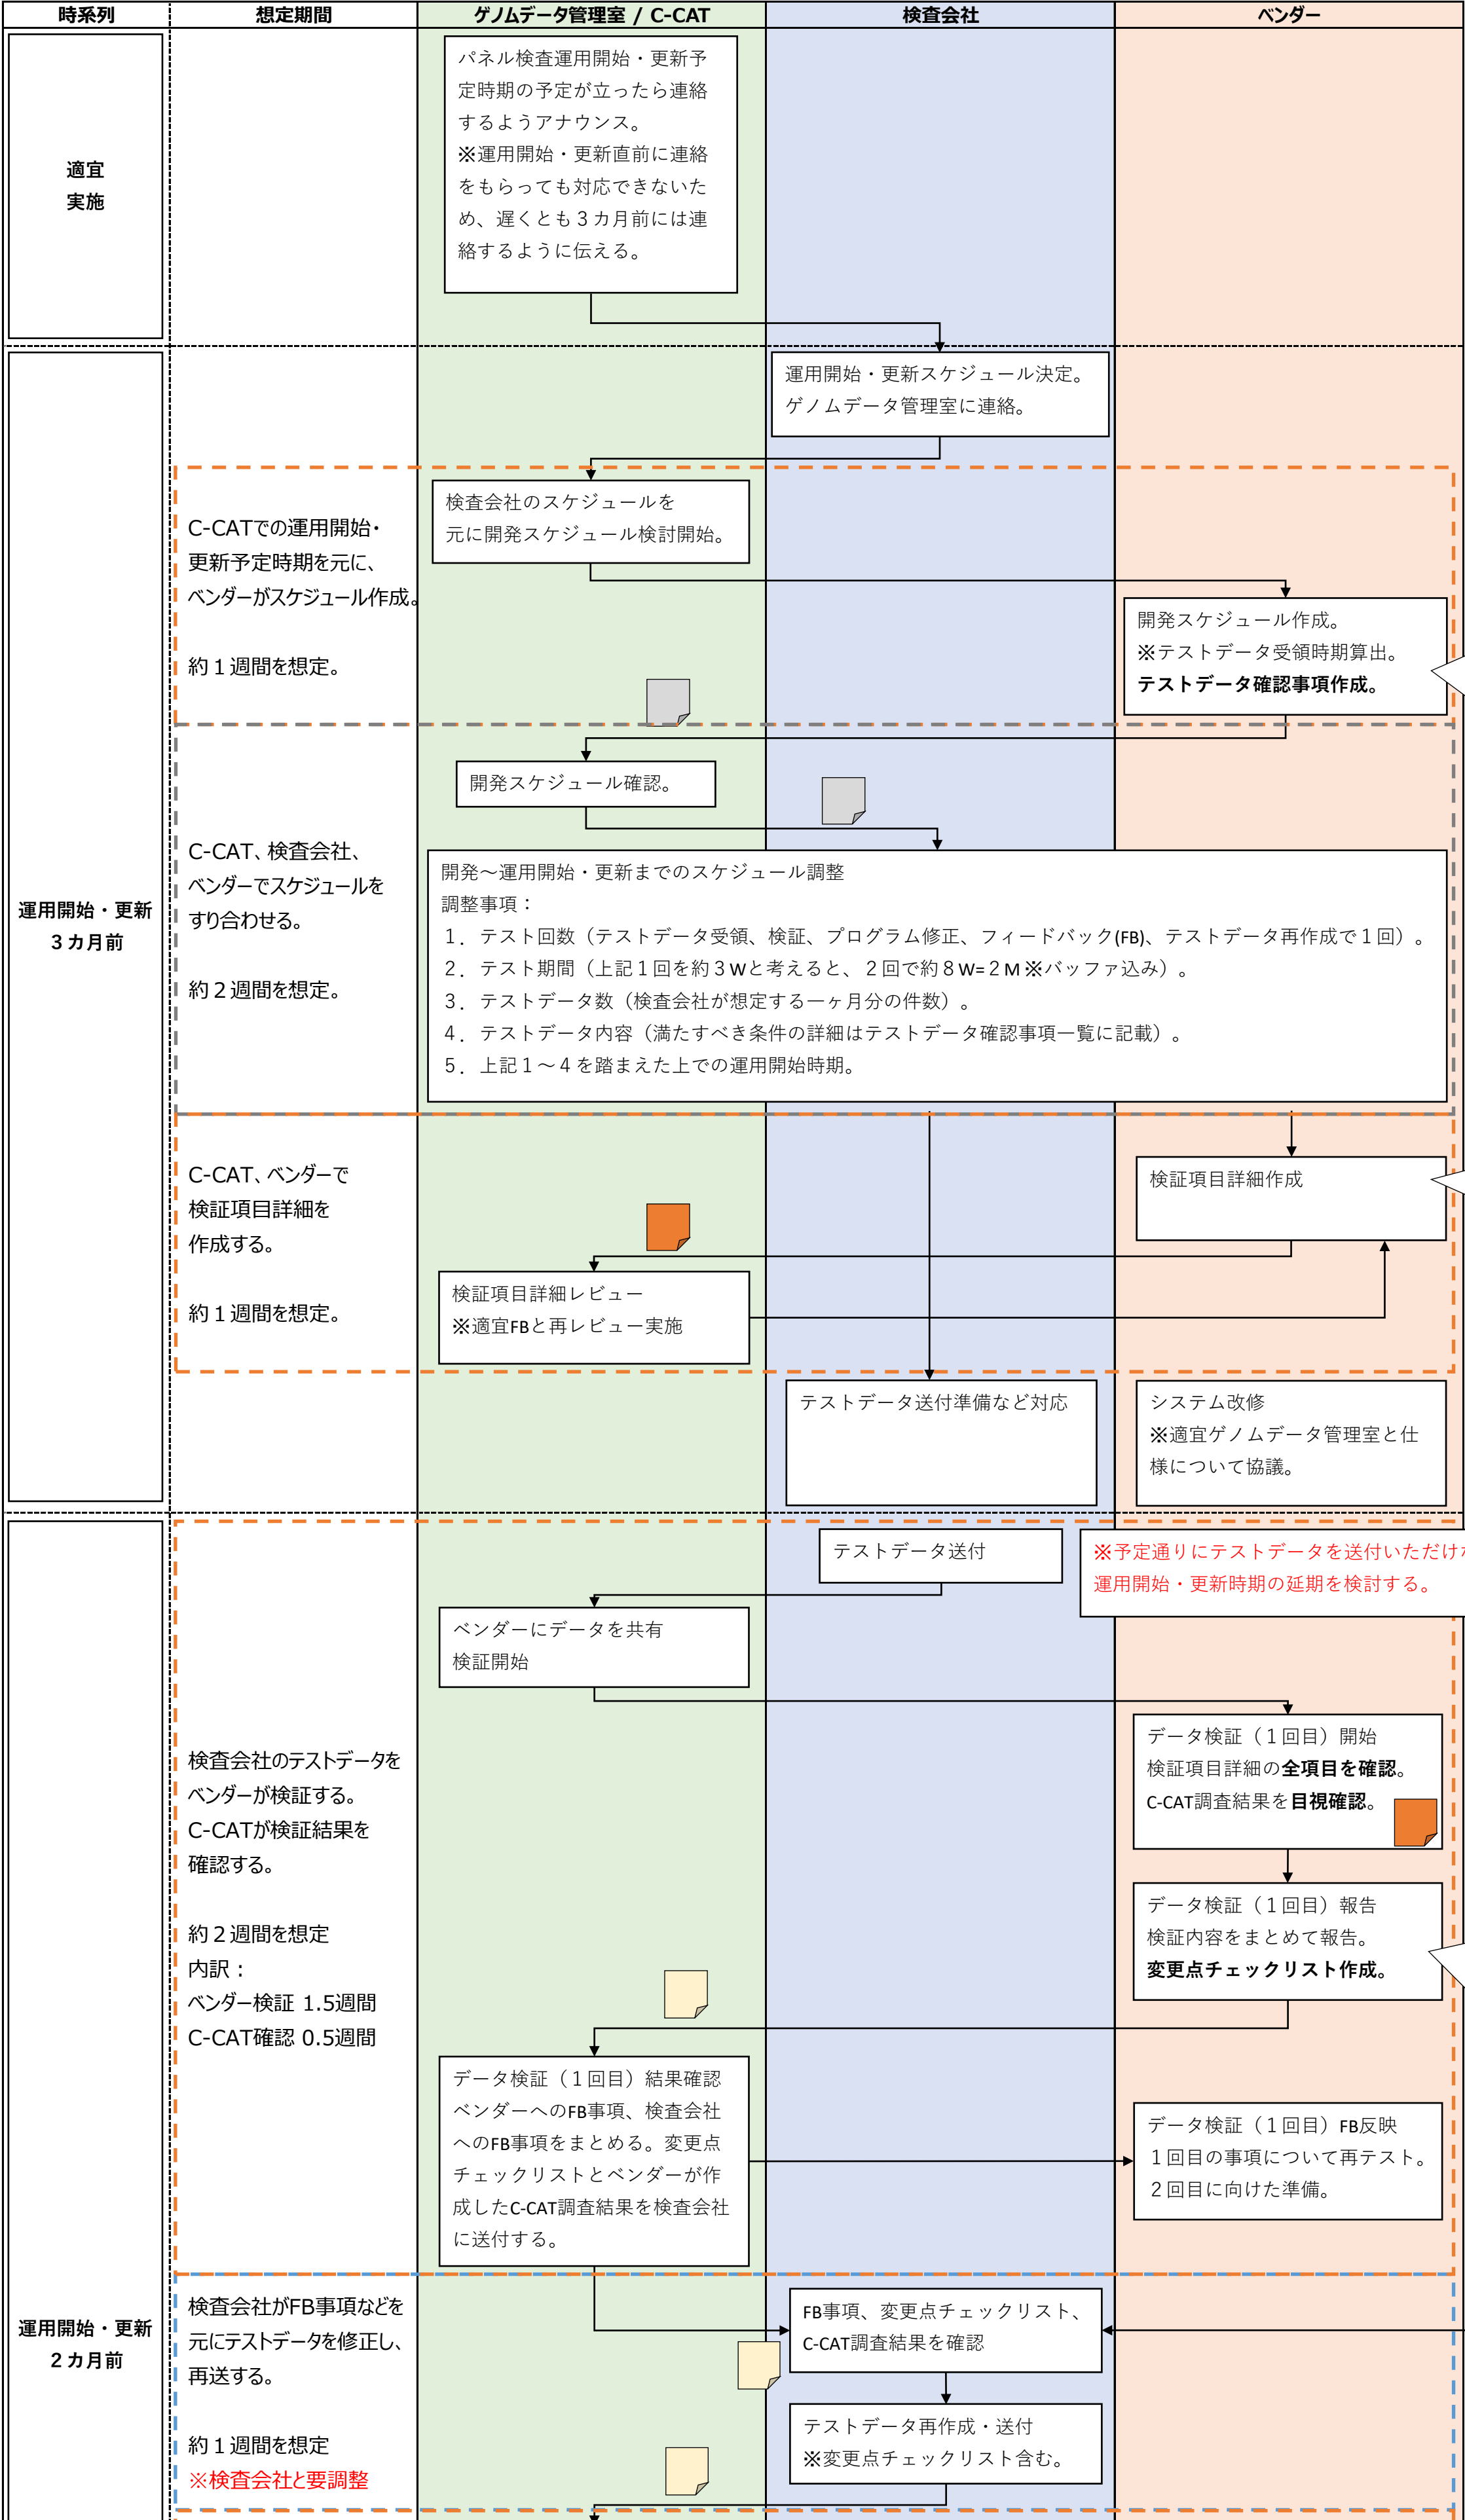 時系列
想定期間
ゲノムデータ管理室 / C-CAT
検査会社
ベンダー
適宜
実施
パネル検査運用開始・更新予
定時期の予定が立ったら連絡
するようアナウンス。
※運用開始・更新直前に連絡
をもらっても対応できないた
め、遅くとも３カ月前には連
絡するように伝える。
運用開始・更新
３カ月前
運用開始・更新スケジュール決定。
ゲノムデータ管理室に連絡。
C-CATでの運用開始・
更新予定時期を元に、
ベンダーがスケジュール作成。
約１週間を想定。
検査会社のスケジュールを
元に開発スケジュール検討開始。
開発スケジュール作成。
※テストデータ受領時期算出。
テストデータ確認事項作成。
開発スケジュール確認。
C-CAT、検査会社、
ベンダーでスケジュールを
すり合わせる。
約２週間を想定。
開発～運用開始・更新までのスケジュール調整
調整事項：
１．テスト回数（テストデータ受領、検証、プログラム修正、フィードバック(FB)、テストデータ再作成で１回）。
２．テスト期間（上記１回を約３Wと考えると、２回で約８W=２M※バッファ込み）。
３．テストデータ数（検査会社が想定する一ヶ月分の件数）。
４．テストデータ内容（満たすべき条件の詳細はテストデータ確認事項一覧に記載）。
５．上記１～４を踏まえた上での運用開始時期。
C-CAT、ベンダーで
検証項目詳細を
作成する。
約１週間を想定。
検証項目詳細作成
検証項目詳細レビュー
※適宜FBと再レビュー実施
テストデータ送付準備など対応
システム改修
※適宜ゲノムデータ管理室と仕
様について協議。
運用開始・更新
２カ月前
テストデータ送付
※予定通りにテストデータを送付いただけ
運用開始・更新時期の延期を検討する。
ベンダーにデータを共有
検証開始
検査会社のテストデータを
ベンダーが検証する。
C-CATが検証結果を
確認する。
約２週間を想定
内訳：
ベンダー検証 1.5週間
C-CAT確認 0.5週間
データ検証（１回目）開始
検証項目詳細の全項目を確認。
C-CAT調査結果を目視確認。
データ検証（１回目）報告
検証内容をまとめて報告。
変更点チェックリスト作成。
データ検証（１回目）結果確認
ベンダーへのFB事項、検査会社
へのFB事項をまとめる。変更点
チェックリストとベンダーが作
成したC-CAT調査結果を検査会社
に送付する。
データ検証（１回目）FB反映
１回目の事項について再テスト。
２回目に向けた準備。
検査会社がFB事項などを
元にテストデータを修正し、
再送する。
約１週間を想定
※検査会社と要調整
FB事項、変更点チェックリスト、
C-CAT調査結果を確認
テストデータ再作成・送付
※変更点チェックリスト含む。